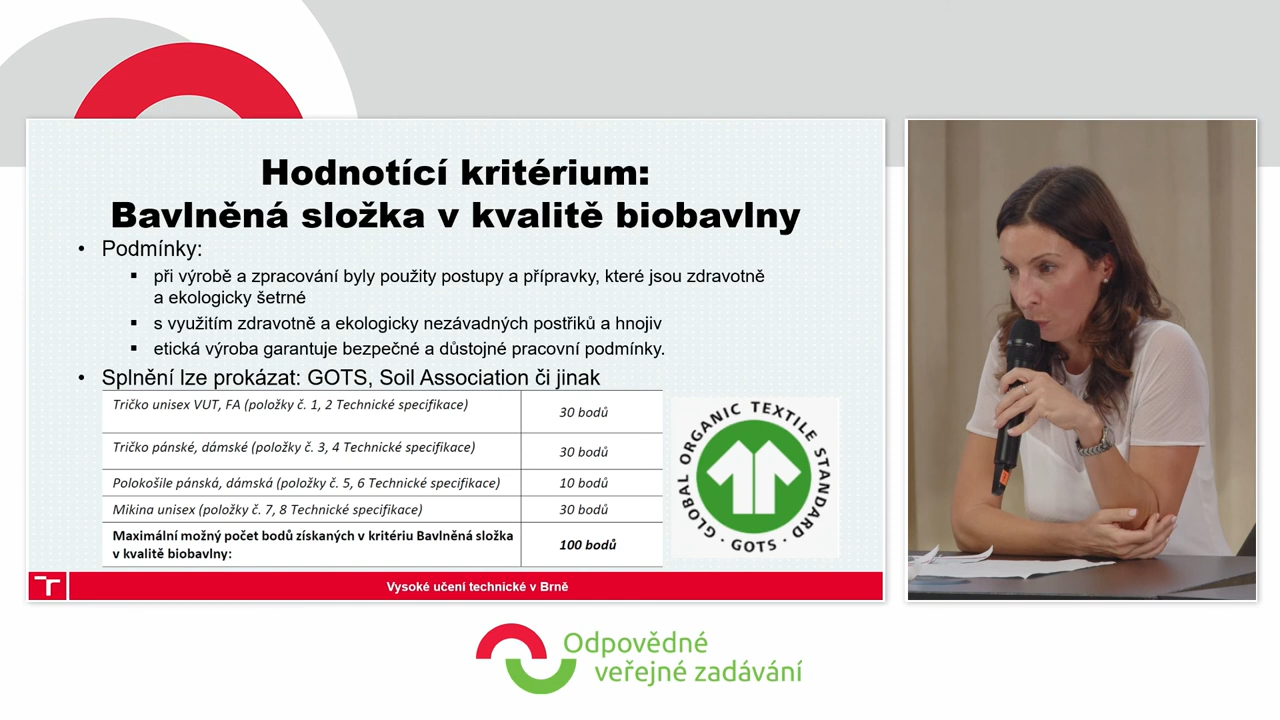 Hodnotící kritérium:
Bavlněná složka v kvalitě biobavlny
• Podmínky:
▪ při výrobě a zpracování byly použity postupy a přípravky, které jsou zdravotně
a ekologicky šetrné
▪ s využitím zdravotně a ekologicky nezávadných postřiků a hnojiv
▪ etická výroba garantuje bezpečné a důstojné pracovní podmínky.
• Splnění lze prokázat: GOTS, Soil Association či jinak
Tričko unisex VUT, FA (položky č. 1, 2 Technické specifikace) 30 bodů
Tričko pánské, dámské (položky č. 3, 4 Technické specifikace) 30 bodů
Polokošile pánská, dámská (položky č. 5, 6 Technické specifikace) 10 bodů
Mikina unisex (položky č. 7, 8 Technické specifikace) 30 bodů
Maximální možný počet bodů získaných v kritériu Bavlněná složka
v kvalitě biobavlny: 100 bodů
GLOBAL ORGANIC TEXTILE STANDARD
· GOTS ·
Vysoké učení technické v Brně
Odpovědné
veřejné zadávání